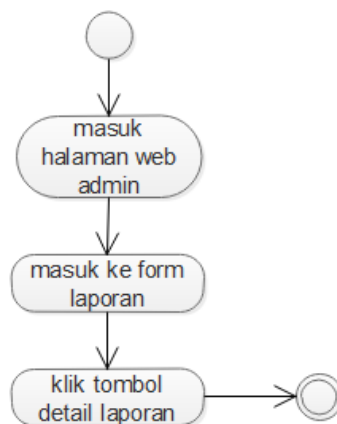 masuk
halaman web
admin
masuk ke form
laporan
klik tombol
detail laporan